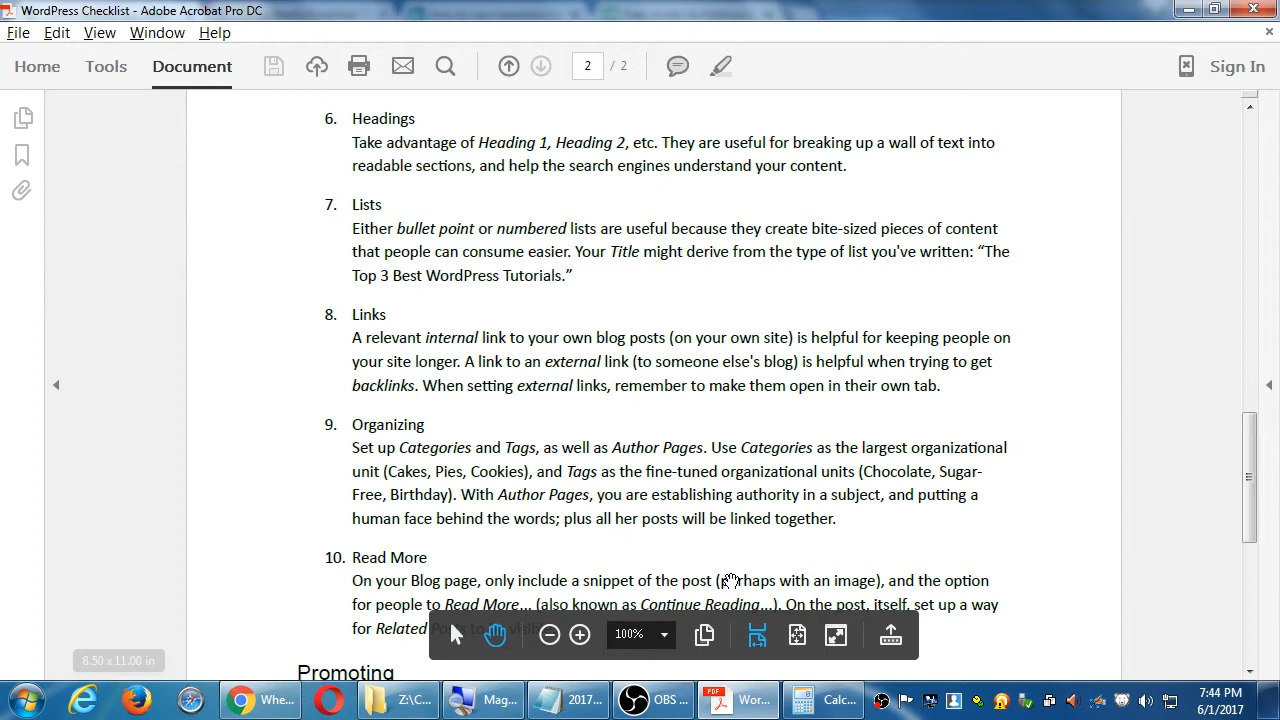 WordPress Checklist - Adobe Acrobat Pro DC
File Edit View Window Help
Home Tools Document 2 / 2 Sign In
6. Headings
Take advantage of Heading 1, Heading 2, etc. They are useful for breaking up a wall of text into
readable sections, and help the search engines understand your content.
7. Lists
Either bullet point or numbered lists are useful because they create bite-sized pieces of content
that people can consume easier. Your Title might derive from the type of list you've written: “The
Top 3 Best WordPress Tutorials.”
8. Links
A relevant internal link to your own blog posts (on your own site) is helpful for keeping people on
your site longer. A link to an external link (to someone else's blog) is helpful when trying to get
backlinks. When setting external links, remember to make them open in their own tab.
9. Organizing
Set up Categories and Tags, as well as Author Pages. Use Categories as the largest organizational
unit (Cakes, Pies, Cookies), and Tags as the fine-tuned organizational units (Chocolate, Sugar-
Free, Birthday). With Author Pages, you are establishing authority in a subject, and putting a
human face behind the words; plus all her posts will be linked together.
10. Read More
On your Blog page, only include a snippet of the post (perhaps with an image), and the option
for people to Read More... (also known as Continue Reading...). On the post, itself, set up a way
for Related
100%
8.50 x 11.00 in
Promoting
Whe... Z:\C... Mag... 2017... OBS ... PDF Wor... Calc...
7:44 PM
6/1/2017